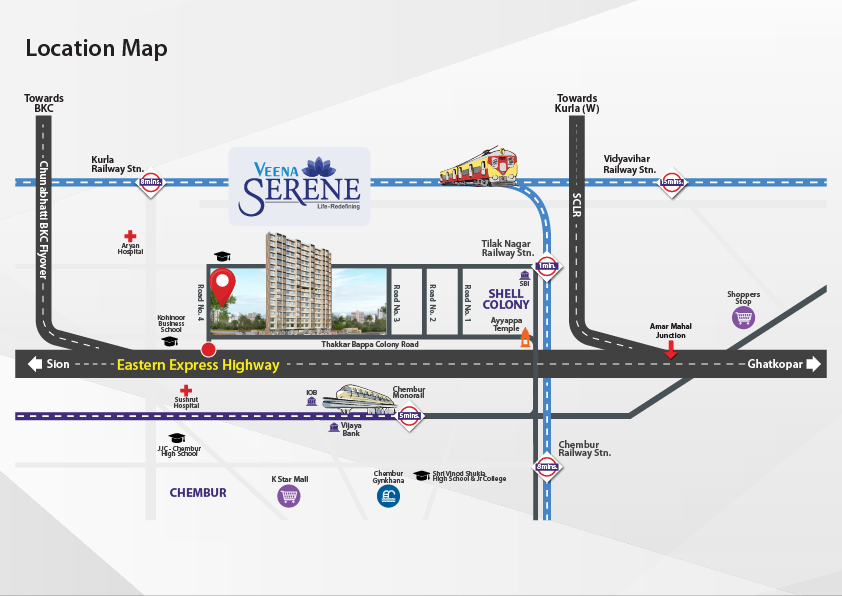 Location Map
Towards
BKC
Towards
Kurla (W)
Kurla
Railway Stn.
8mins.
VEENA
SERENE
Life-Redefining
Vidyavihar
Railway Stn.
5mins.
Chunabhatti BKC Flyover
SCLR
Aryan
Hospital
Tilak Nagar
Railway Stn.
1min.
SBI
SHELL
COLONY
Ayyappa
Temple
Road No. 4
Road No. 3
Road No. 2
Road No. 1
Shoppers
Stop
Kohinoor
Business
School
Amar Mahal
Junction
Thakkar Bappa Colony Road
Sion
Eastern Express Highway
Ghatkopar
Sushrut
Hospital
IOB
Chembur
Monorail
5mins.
Vijaya
Bank
JJC - Chembur
High School
Chembur
Railway Stn.
8mins.
CHEMBUR
K Star Mall
Chembur
Gynkhana
Shri Vinod Shukla
High School & Jr College